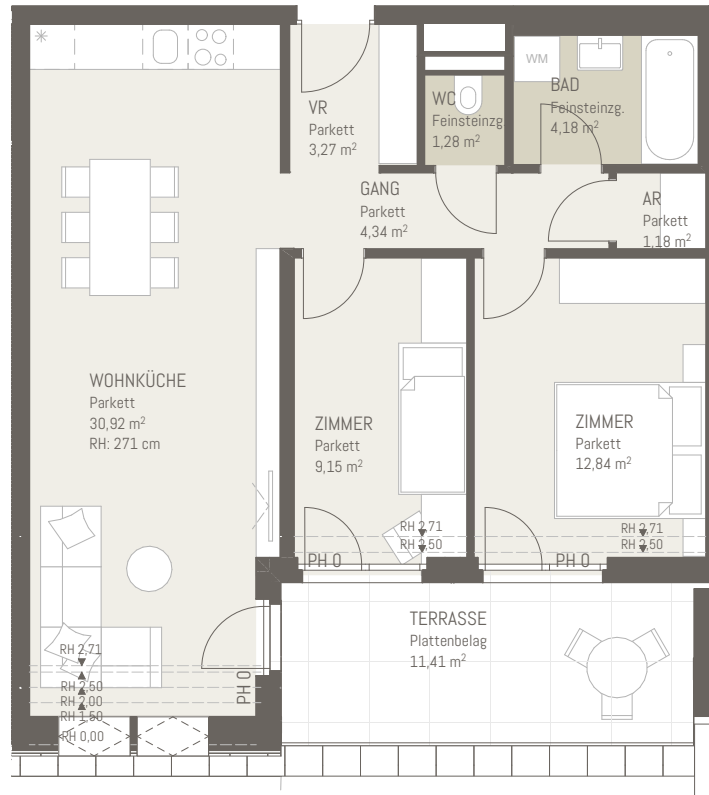 VR
Parkett
3,27 m²
WC
Feinsteinzg.
1,28 m²
WM
BAD
Feinsteinzg.
4,18 m²
GANG
Parkett
4,34 m²
AR
Parkett
1,18 m²
WOHNKÜCHE
Parkett
30,92 m²
RH: 271 cm
ZIMMER
Parkett
9,15 m²
ZIMMER
Parkett
12,84 m²
RH 2,71
RH 2,50
RH 2,71
RH 2,50
PH 0
PH 0
TERRASSE
Plattenbelag
11,41 m²
PH 0
RH 2,71
RH 2,50
RH 2,00
RH 1,50
RH 0,00